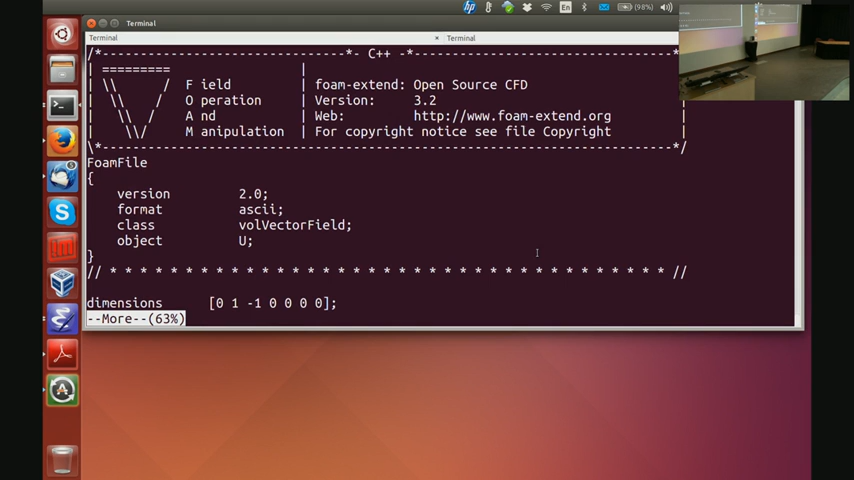 (98%)
Terminal
Terminal
Terminal
/*---------------------------------*- C++ -*-----------------------------------*\
| =========                 |
| \\      /  F ield         | foam-extend: Open Source CFD
|  \\    /   O peration     | Version:     3.2
|   \\  /    A nd           | Web:         http://www.foam-extend.org
|    \\/     M anipulation  | For copyright notice see file Copyright        |
\*---------------------------------------------------------------------------*/
FoamFile
{
    version         2.0;
    format          ascii;
    class           volVectorField;
    object          U;
}
// * * * * * * * * * * * * * * * * * * * * * * * * * * * * * * * * * * * * * //
dimensions      [0 1 -1 0 0 0 0];
--More--(63%)